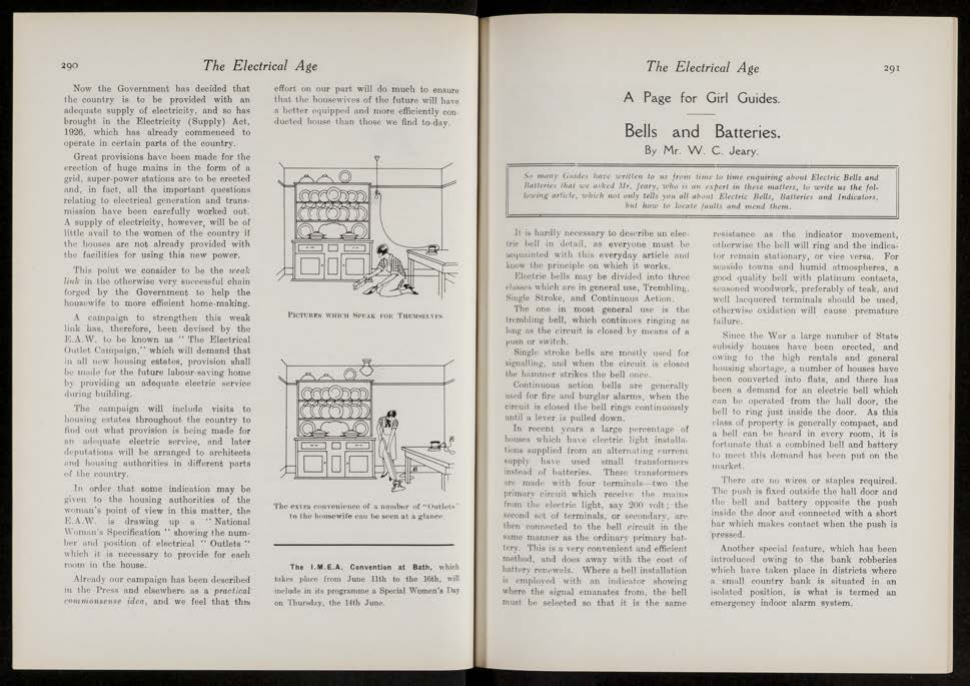 290
The Electrical Age
Now the Government has decided that
the country is to be provided with an
adequate supply of electricity, and so has
brought in the Electricity (Supply) Act,
1926, which has already commenced to
operate in certain parts of the country.
Great provisions have been made for the
erection of huge mains in the form of a
grid, super-power stations are to be erected
and, in fact, all the important questions
relating to electrical generation and trans-
mission have been carefully worked out.
A supply of electricity, however, will be of
little avail to the women of the country if
the houses are not already provided with
the facilities for using this new power.
This point we consider to be the weak
link in the otherwise very successful chain
forged by the Government to help the
housewife to more efficient home-making.
A campaign to strengthen this weak
link has, therefore, been devised by the
E.A.W. to be known as "The Electrical
Outlet Campaign," which will demand that
in all new housing estates, provision shall
be made for the future labour-saving home
by providing an adequate electric service
during building.
The campaign will include visits to
housing estates throughout the country to
find out what provision is being made for
an adequate electric service, and later
deputations will be arranged to architects
and housing authorities in different parts
of the country.
In order that some indication may be
given to the housing authorities of the
woman's point of view in this matter, the
E.A.W. is drawing up a "National
Woman's Specification" showing the num-
ber and position of electrical "Outlets"
which it is necessary to provide for each
room in the house.
Already our campaign has been described
in the Press and elsewhere as a practical
commonsense idea, and we feel that this
effort on our part will do much to ensure
that the housewives of the future will have
a better equipped and more efficiently con-
ducted house than those we find to-day.
PICTURES WHICH SPEAK FOR THEMSELVES
The extra convenience of a number of "Outlets"
to the housewife can be seen at a glance
The I.M.E.A. Convention at Bath, which
takes place from June 11th to the 16th, will
include in its programme a Special Women's Day
on Thursday, the 14th June.
The Electrical Age
291
A Page for Girl Guides.
Bells and Batteries.
By Mr. W. C. Jeary.
So many Guides have written to us from time to time enquiring about Electric Bells and
Batteries that we asked Mr. Jeary, who is an expert in these matters, to write us the fol-
lowing article, which not only tells you all about Electric Bells, Batteries and Indicators,
but how to locate faults and mend them.
It is hardly necessary to describe an elec-
tric bell in detail, as everyone must be
acquainted with this everyday article and
know the principle on which it works.
Electric bells may be divided into three
classes which are in general use, Trembling,
Single Stroke, and Continuous Action.
The one in most general use is the
trembling bell, which continues ringing as
long as the circuit is closed by means of a
push or switch.
Single stroke bells are mostly used for
signalling, and when the circuit is closed
the hammer strikes the bell once.
Continuous action bells are generally
used for fire and burglar alarms, when the
circuit is closed the bell rings continuously
until a lever is pulled down.
In recent years a large percentage of
houses which have electric light installa-
tions supplied from an alternating current
supply have used small transformers
instead of batteries. These transformers
are made with four terminals—two the
primary circuit which receive the mains
from the electric light, say 200 volt; the
second set of terminals, or secondary, are
then connected to the bell circuit in the
same manner as the ordinary primary bat-
tery. This is a very convenient and efficient
method, and does away with the cost of
battery renewals. Where a bell installation
is employed with an indicator showing
where the signal emanates from, the bell
must be selected so that it is the same
resistance as the indicator movement,
otherwise the bell will ring and the indica-
tor remain stationary, or vice versa. For
seaside towns and humid atmospheres, a
good quality bell with platinum contacts,
seasoned woodwork, preferably of teak, and
well lacquered terminals should be used,
otherwise oxidation will cause premature
failure.
Since the War a large number of State
subsidy houses have been erected, and
owing to the high rentals and general
housing shortage, a number of houses have
been converted into flats, and there has
been a demand for an electric bell which
can be operated from the hall door, the
bell to ring just inside the door. As this
class of property is generally compact, and
a bell can be heard in every room, it is
fortunate that a combined bell and battery
to meet this demand has been put on the
market.
There are no wires or staples required.
The push is fixed outside the hall door and
the bell and battery opposite the push
inside the door and connected with a short
bar which makes contact when the push is
pressed.
Another special feature, which has been
introduced owing to the bank robberies
which have taken place in districts where
a small country bank is situated in an
isolated position, is what is termed an
emergency indoor alarm system.